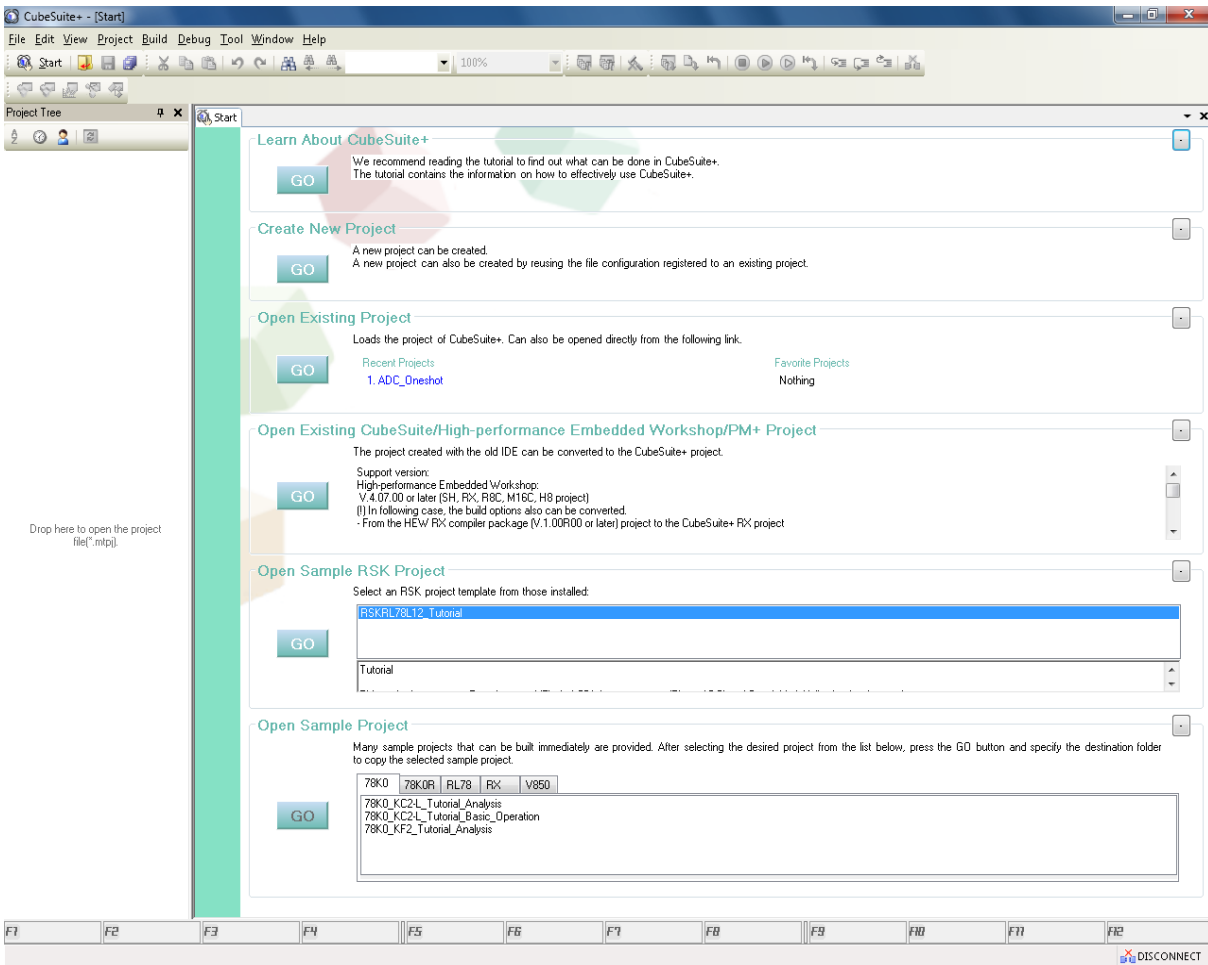 CubeSuite+ - [Start]
File Edit View Project Build Debug Tool Window Help
Start 100%
Project Tree
Start
Learn About CubeSuite+
GO
We recommend reading the tutorial to find out what can be done in CubeSuite+.
The tutorial contains the information on how to effectively use CubeSuite+.
Create New Project
GO
A new project can be created.
A new project can also be created by reusing the file configuration registered to an existing project.
Open Existing Project
GO
Loads the project of CubeSuite+. Can also be opened directly from the following link.
Recent Projects
1. ADC_Oneshot
Favorite Projects
Nothing
Open Existing CubeSuite/High-performance Embedded Workshop/PM+ Project
GO
The project created with the old IDE can be converted to the CubeSuite+ project.
Support version:
High-performance Embedded Workshop:
V.4.07.00 or later (SH, RX, R8C, M16C, H8 project)
(!) In following case, the build options also can be converted.
- From the HEW RX compiler package (V.1.00R00 or later) project to the CubeSuite+ RX project
Drop here to open the project
file(*.mtpj).
Open Sample RSK Project
GO
Select an RSK project template from those installed:
RSKRL78L12_Tutorial
Tutorial
Open Sample Project
GO
Many sample projects that can be built immediately are provided. After selecting the desired project from the list below, press the GO button and specify the destination folder
to copy the selected sample project.
78K0 78K0R RL78 RX V850
78K0_KC2-L_Tutorial_Analysis
78K0_KC2-L_Tutorial_Basic_Operation
78K0_KF2_Tutorial_Analysis
F1 F2 F3 F4 F5 F6 F7 F8 F9 F10 F11 F12
DISCONNECT